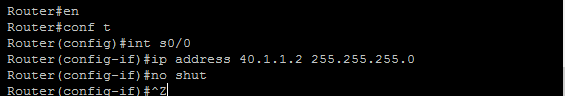 Router#en
Router#conf t
Router(config)#int s0/0
Router(config-if)#ip address 40.1.1.2 255.255.255.0
Router(config-if)#no shut
Router(config-if)#^Z